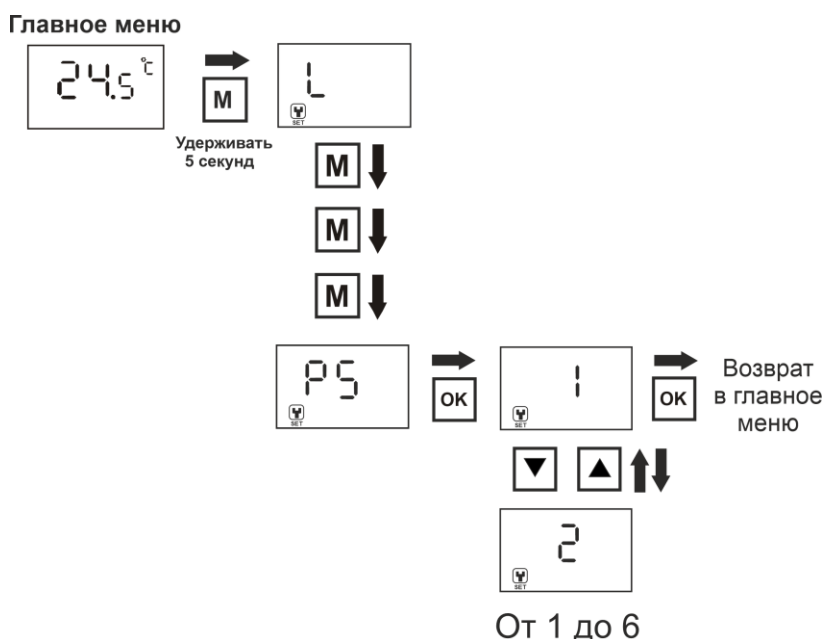 Главное меню
24.5 °C
M
L
SET
Удерживать
5 секунд
M
M
M
PS
SET
OK
1
SET
OK
Возврат
в главное
меню
2
SET
От 1 до 6